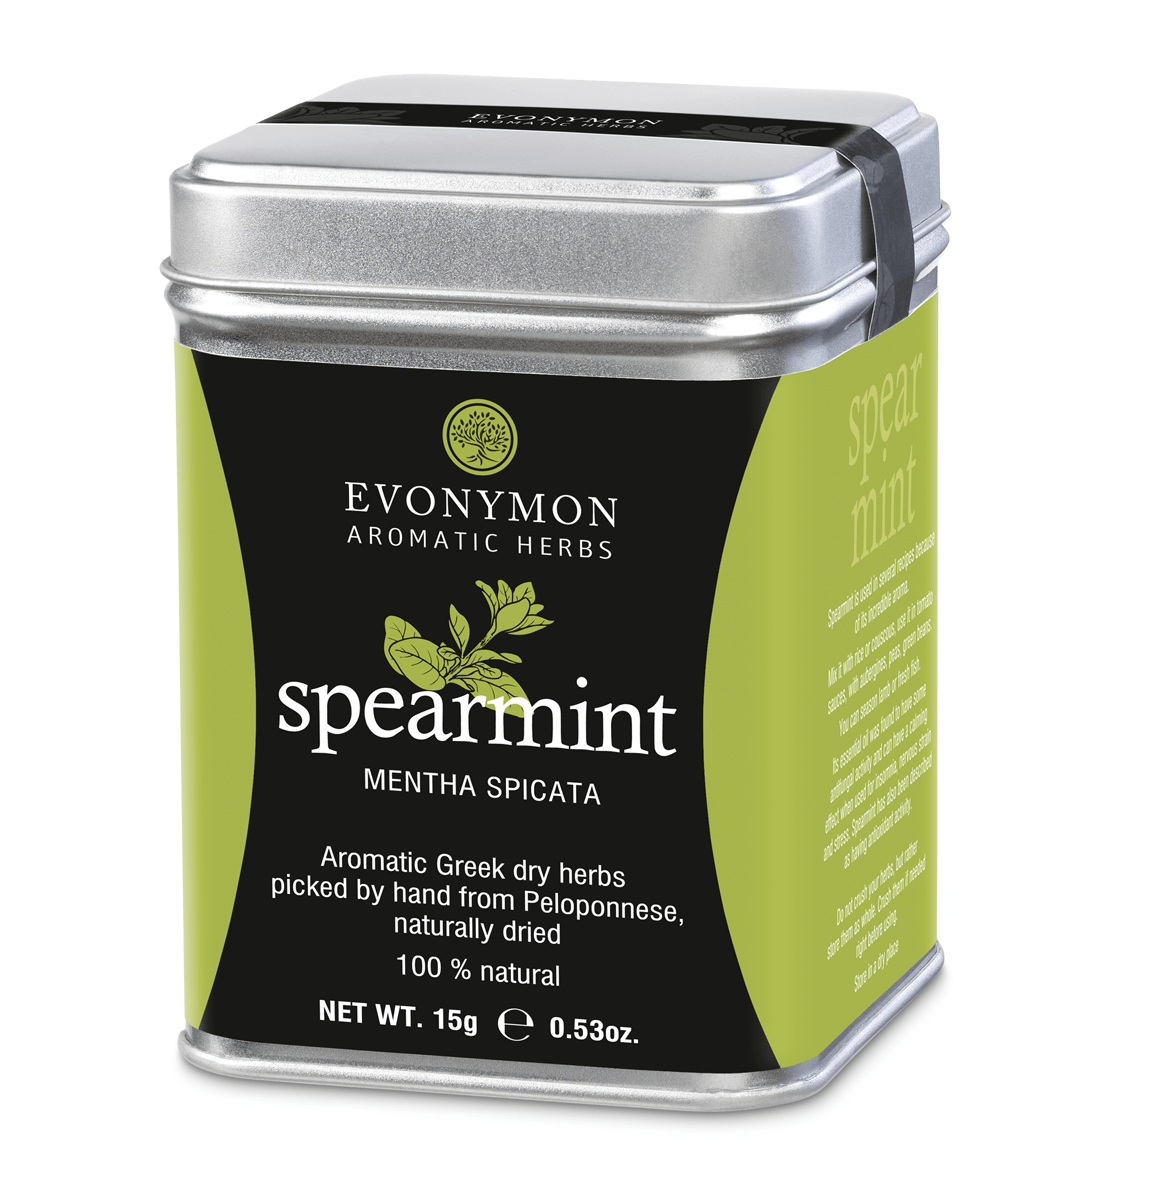 EVONYMON
AROMATIC HERBS
EVONYMON
AROMATIC HERBS
spearmint
MENTHA SPICATA
Aromatic Greek dry herbs
picked by hand from Peloponnese,
naturally dried
100 % natural
NET WT. 15g ℮ 0.53oz.
spear
mint
Spearmint is used in several recipes because
of its incredible aroma.
Mix it with rice or couscous, use it in tomato
sauces, with aubergines, peas, green beans.
You can season lamb or fresh fish.
Its essential oil was found to have some
antifungal activity and can have a calming
effect when used for insomnia, nervous strain
and stress. Spearmint has also been described
as having antioxidant activity.
Do not crush your herbs, but rather
store them as whole. Crush them if needed
right before using.
Store in a dry place